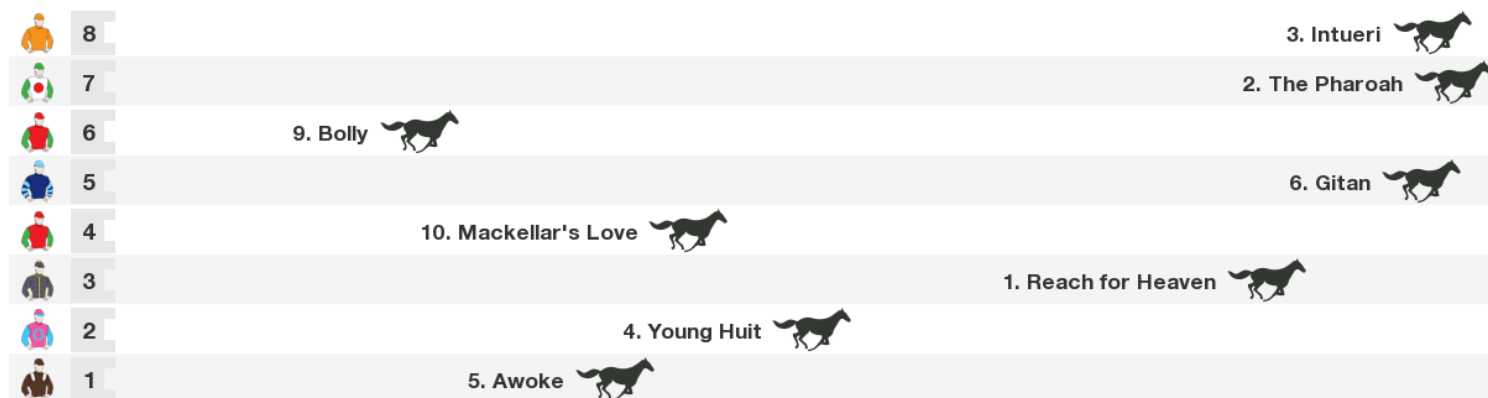 8 3. Intueri
7 2. The Pharoah
6 9. Bolly
5 6. Gitan
4 10. Mackellar's Love
3 1. Reach for Heaven
2 4. Young Huit
1 5. Awoke